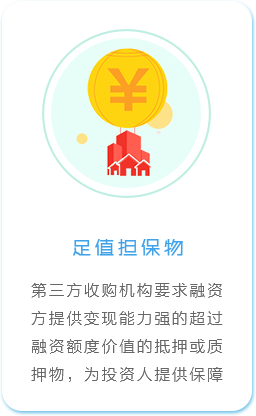 ¥
足值担保物
第三方收购机构要求融资
方提供变现能力强的超过
融资额度价值的抵押或质
押物，为投资人提供保障